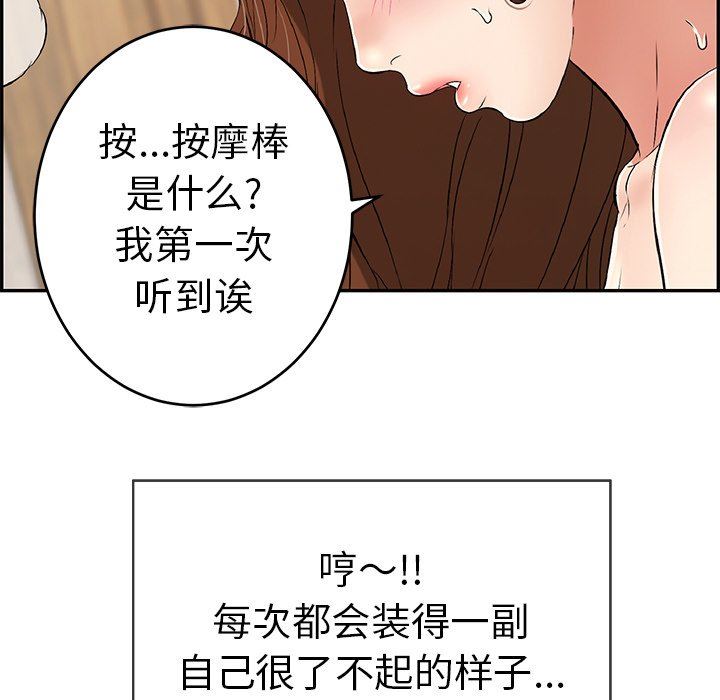 按...按摩棒
是什么?
我第一次
听到诶
哼～!!
每次都会装得一副
自己很了不起的样子...